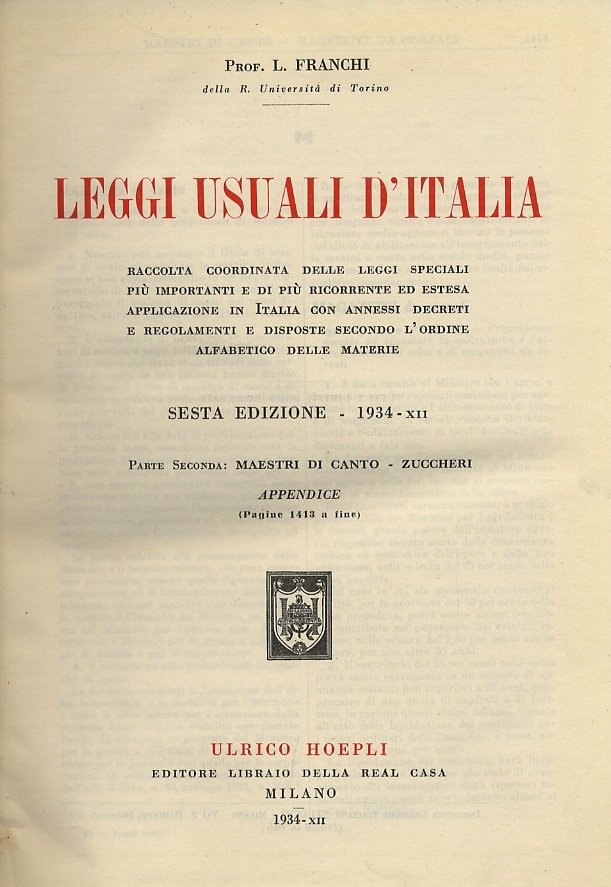 Prof. L. FRANCHI
della R. Università di Torino
LEGGI USUALI D'ITALIA
RACCOLTA COORDINATA DELLE LEGGI SPECIALI
PIÙ IMPORTANTI E DI PIÙ RICORRENTE ED ESTESA
APPLICAZIONE IN ITALIA CON ANNESSI DECRETI
E REGOLAMENTI E DISPOSTE SECONDO L'ORDINE
ALFABETICO DELLE MATERIE
SESTA EDIZIONE - 1934-XII
Parte Seconda: MAESTRI DI CANTO - ZUCCHERI
APPENDICE
(Pagine 1413 a fine)
ULRICO HOEPLI
EDITORE LIBRAIO DELLA REAL CASA
MILANO
1934-XII